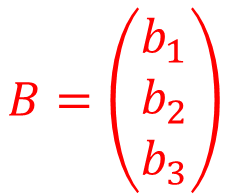 B = (b₁
b₂
b₃)